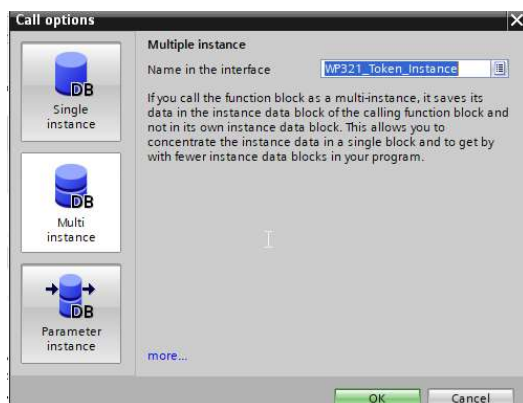 Call options
DB
Single
instance
DB
Multi
instance
DB
Parameter
instance
Multiple instance
Name in the interface
WP321_Token_Instance
If you call the function block as a multi-instance, it saves its
data in the instance data block of the calling function block and
not in its own instance data block. This allows you to
concentrate the instance data in a single block and to get by
with fewer instance data blocks in your program.
more...
OK
Cancel